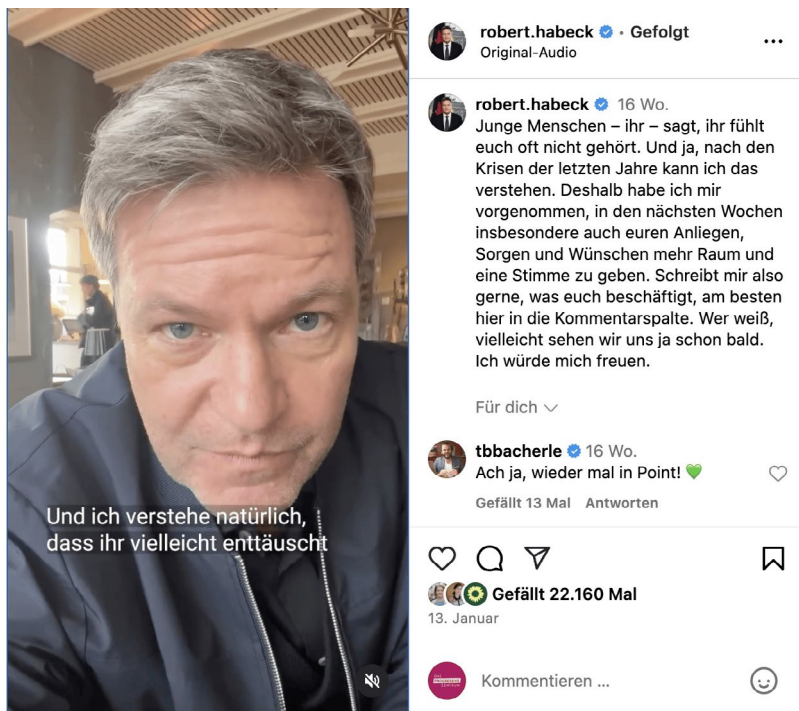 Und ich verstehe natürlich,
dass ihr vielleicht enttäuscht
robert.habeck • Gefolgt
Original-Audio
robert.habeck 16 Wo.
Junge Menschen – ihr – sagt, ihr fühlt
euch oft nicht gehört. Und ja, nach den
Krisen der letzten Jahre kann ich das
verstehen. Deshalb habe ich mir
vorgenommen, in den nächsten Wochen
insbesondere auch euren Anliegen,
Sorgen und Wünschen mehr Raum und
eine Stimme zu geben. Schreibt mir also
gerne, was euch beschäftigt, am besten
hier in die Kommentarspalte. Wer weiß,
vielleicht sehen wir uns ja schon bald.
Ich würde mich freuen.
Für dich
tbbacherle 16 Wo.
Ach ja, wieder mal in Point! 💚
Gefällt 13 Mal Antworten
Gefällt 22.160 Mal
13. Januar
Kommentieren ...